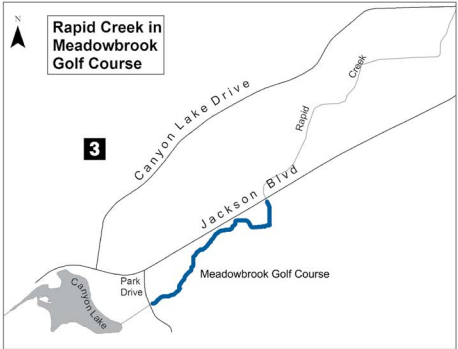 N
Rapid Creek in
Meadowbrook
Golf Course
Creek
Canyon Lake Drive
Rapid
3
Jackson Blvd
Meadowbrook Golf Course
Park
Drive
Canyon Lake